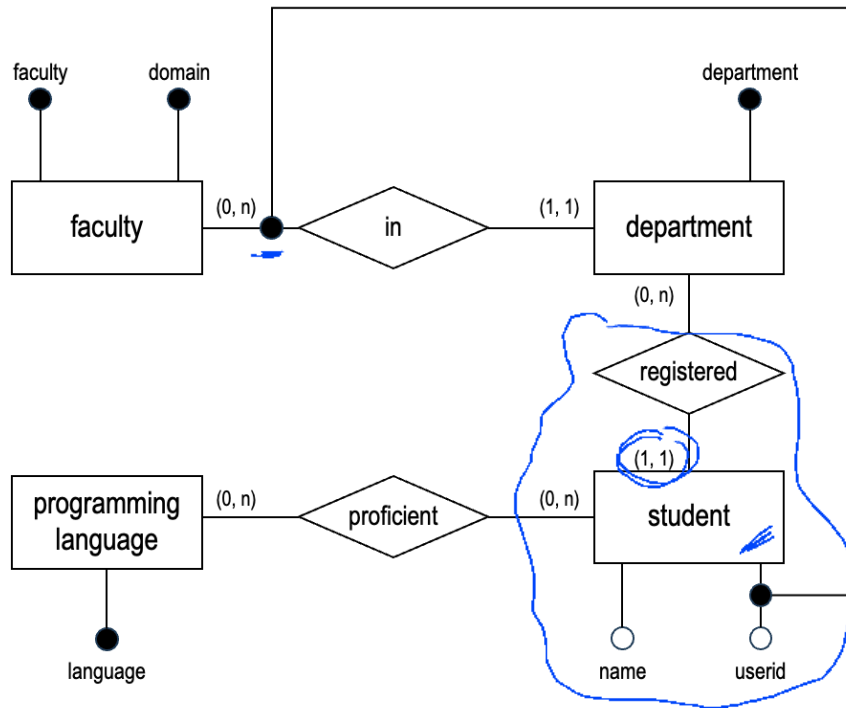 faculty
domain
department
(0, n)
(1, 1)
faculty
in
department
(0, n)
registered
(1, 1)
(0, n)
(0, n)
programming
language
proficient
student
language
name
userid